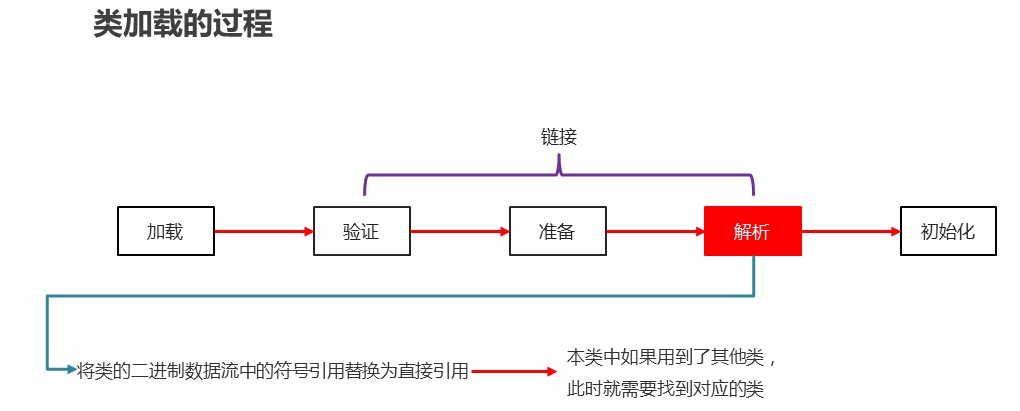 类加载的过程
链接
加载
验证
准备
解析
初始化
将类的二进制数据流中的符号引用替换为直接引用
本类中如果用到了其他类，
此时就需要找到对应的类